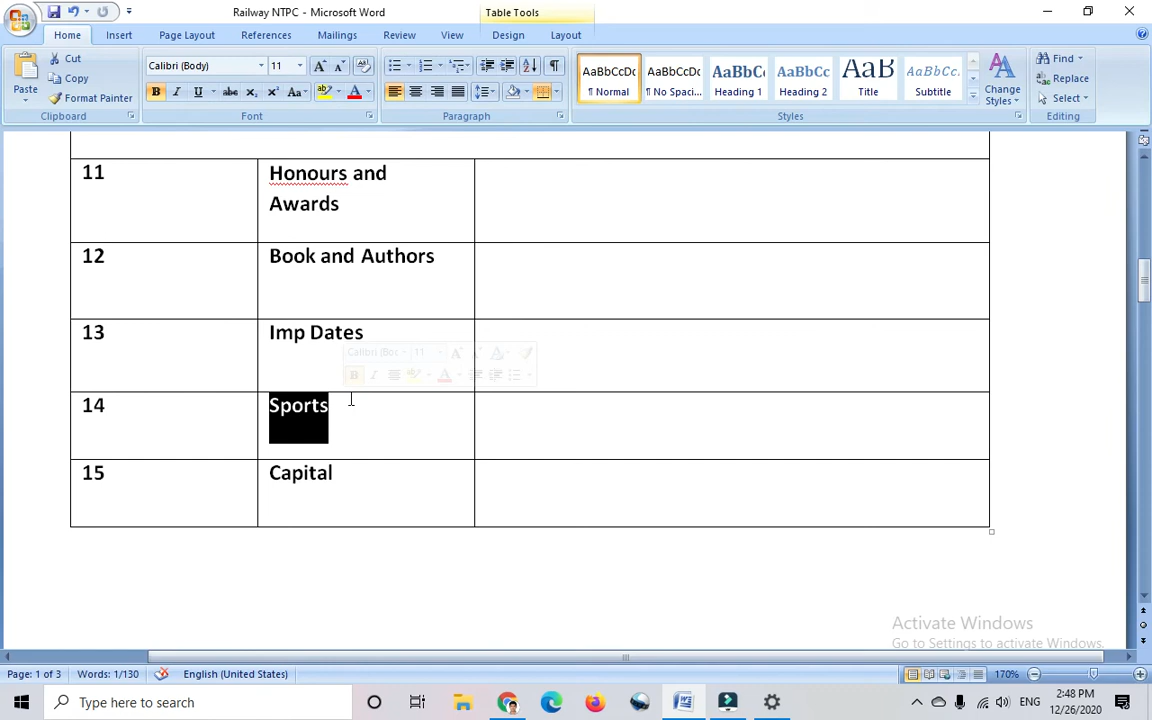 Railway NTPC - Microsoft Word
Table Tools
Home Insert Page Layout References Mailings Review View Design Layout
Paste
Cut
Copy
Format Painter
Clipboard
Calibri (Body) 11
Font
Paragraph
AaBbCcDc AaBbCcDc AaBbC AaBbCc AaB AaBbCc.
¶ Normal ¶ No Spaci... Heading 1 Heading 2 Title Subtitle
Change Styles
Styles
Find
Replace
Select
Editing
11 Honours and
Awards
12 Book and Authors
13 Imp Dates
Calibri (Boc 11
14 Sports
15 Capital
Activate Windows
Go to Settings to activate Windows.
Page: 1 of 3 Words: 1/130 English (United States) 170%
Type here to search
ENG
2:48 PM
12/26/2020